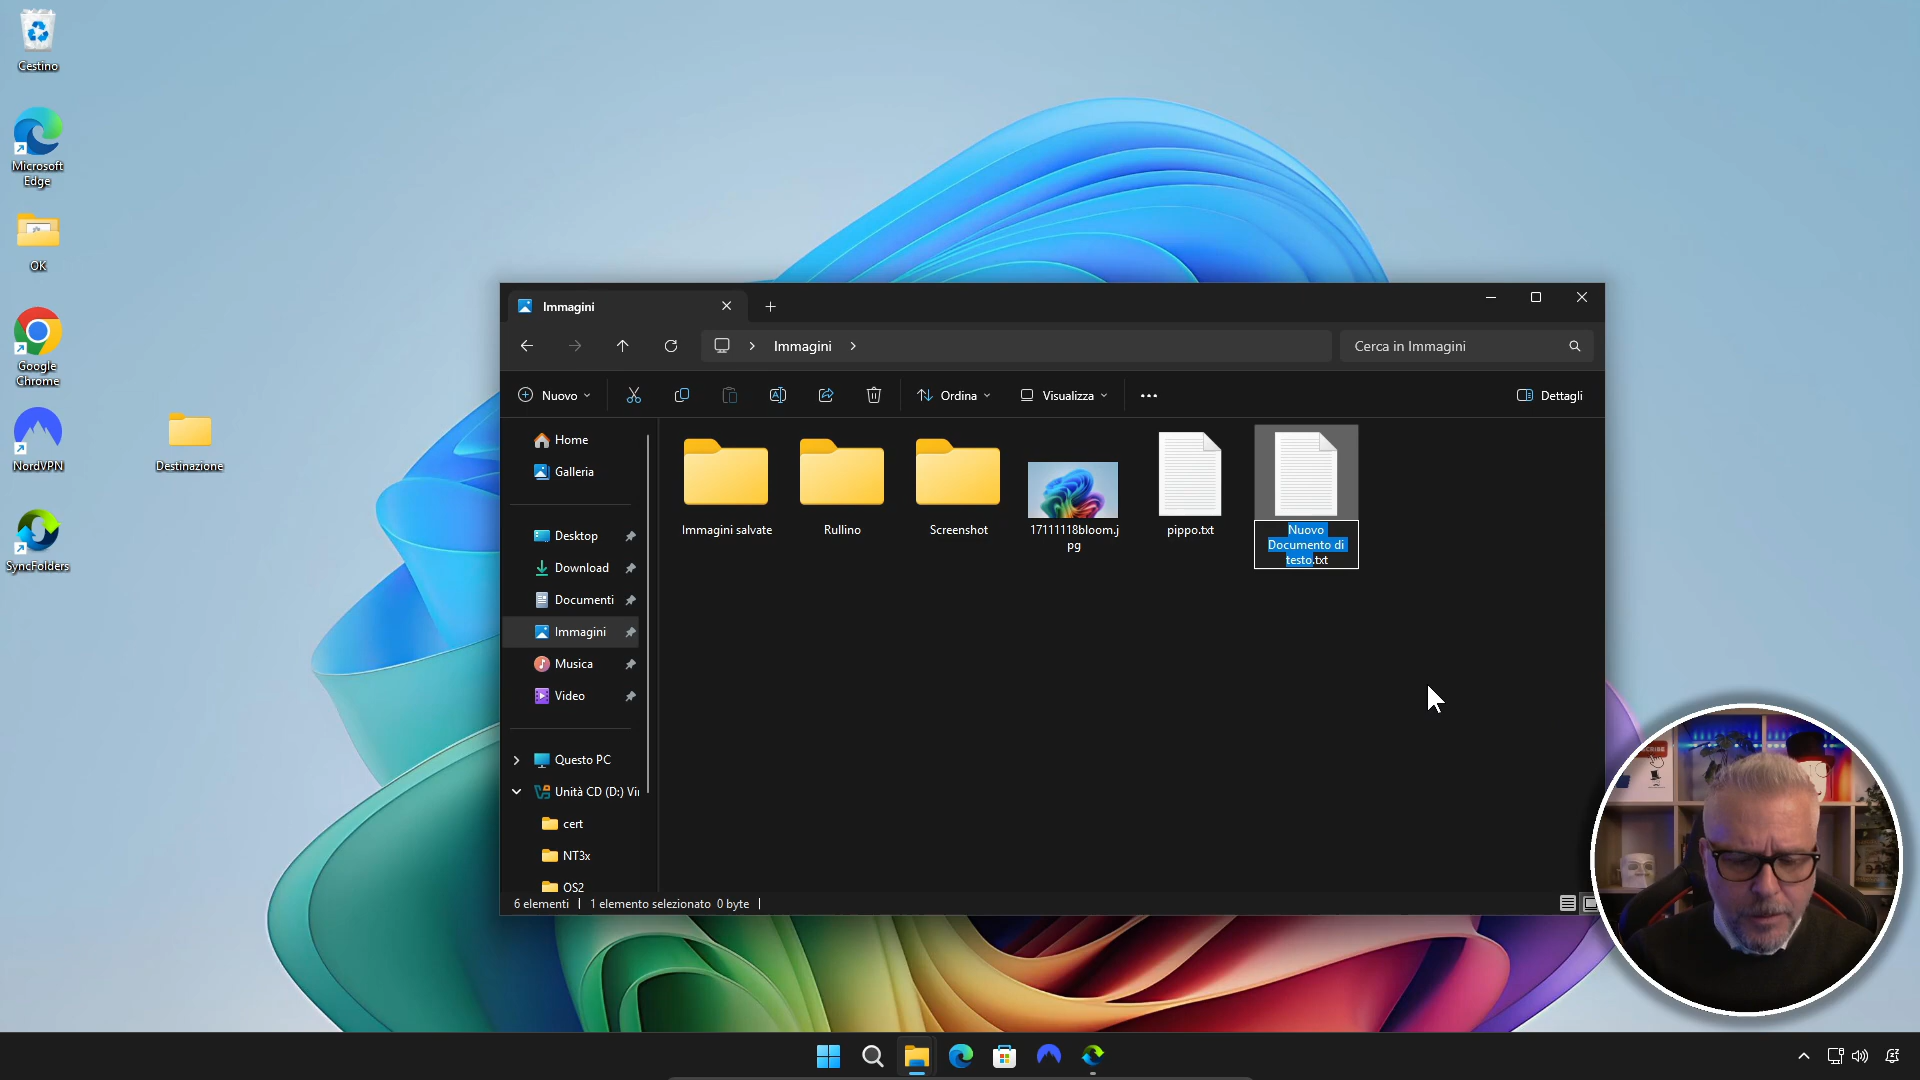 Cestino
Microsoft
Edge
OK
Google
Chrome
NordVPN
SyncFolders
Destinazione
Immagini
Immagini
Cerca in Immagini
Nuovo
Ordina
Visualizza
Dettagli
Home
Galleria
Desktop
Download
Documenti
Immagini
Musica
Video
Questo PC
Unità CD (D:) Vi
cert
NT3x
OS2
Immagini salvate
Rullino
Screenshot
17111118bloom.j
pg
pippo.txt
Nuovo
Documento di
testo.txt
6 elementi
1 elemento selezionato 0 byte